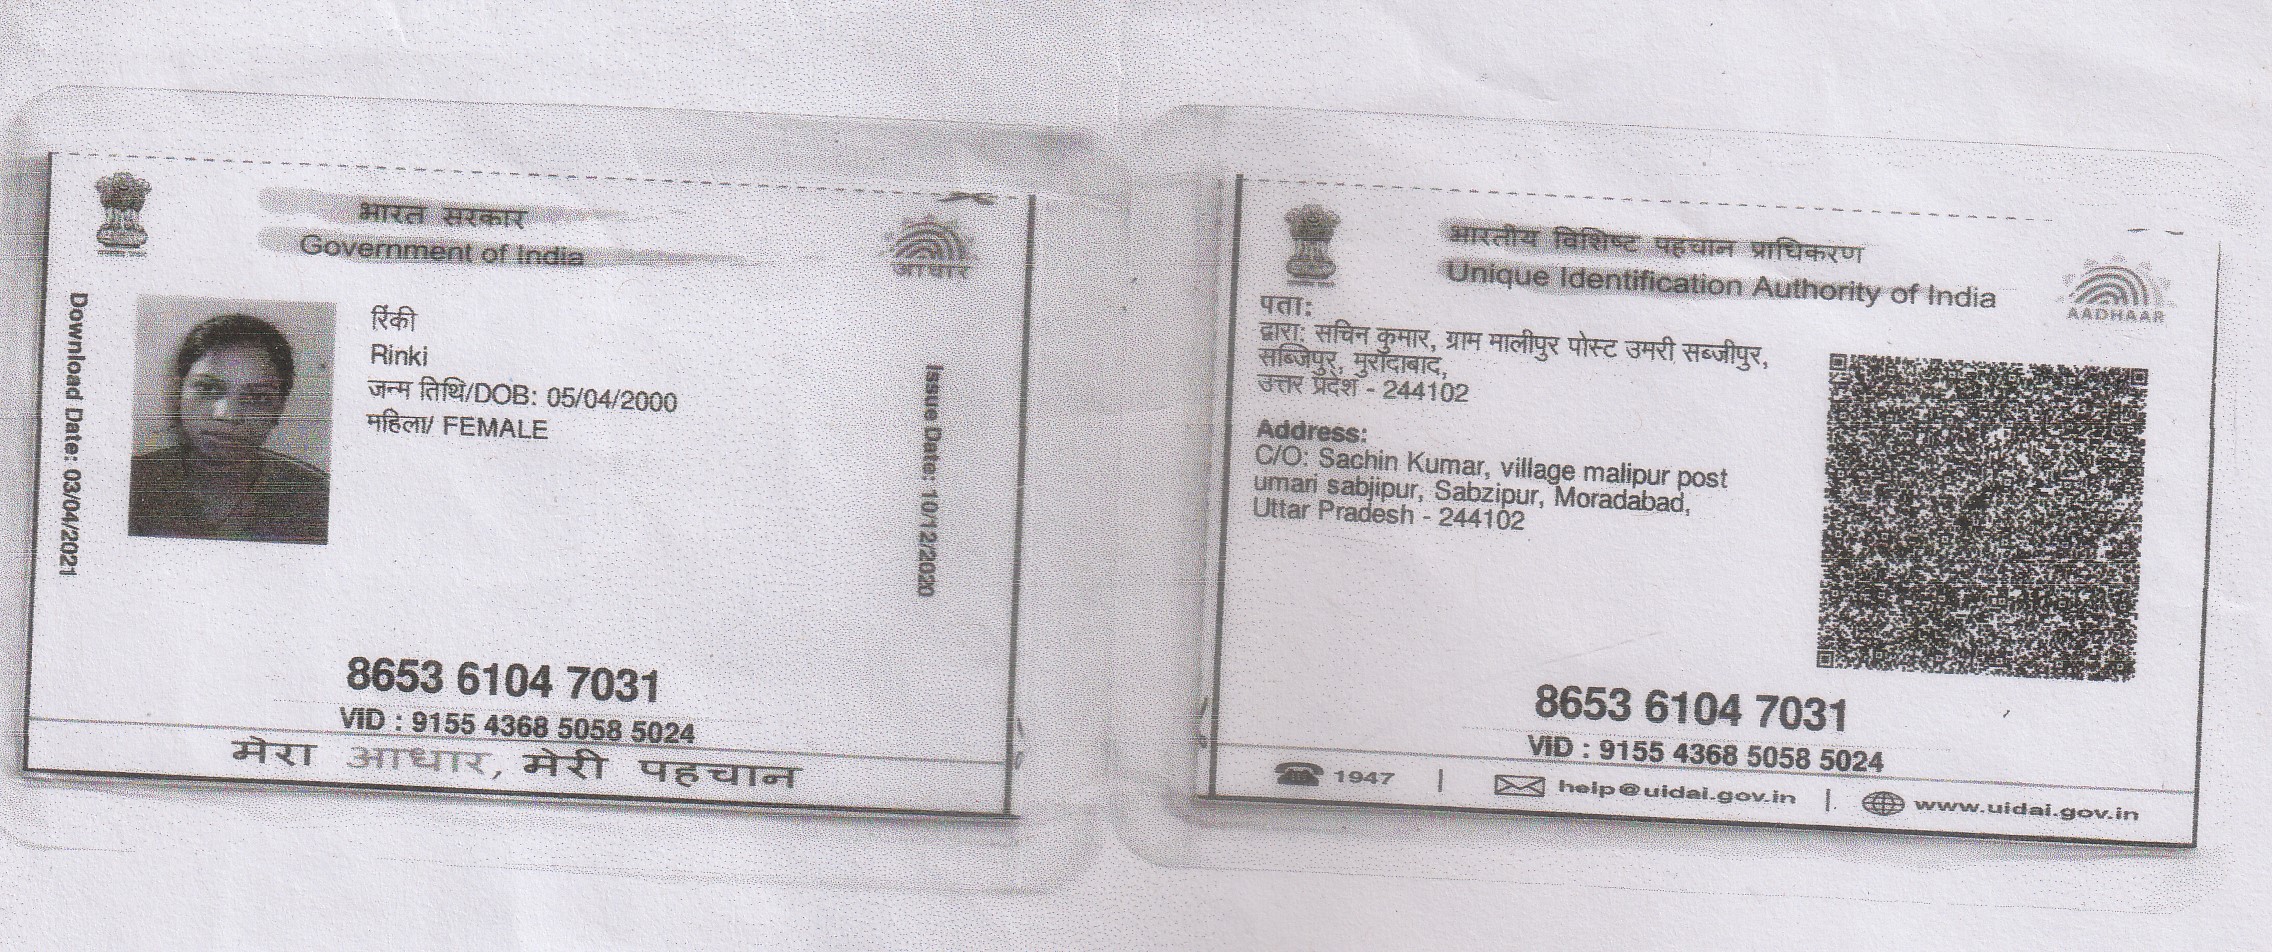 भारत सरकार
Government of India
आधार
Download Date: 03/04/2021
रिंकी
Rinki
जन्म तिथि/DOB: 05/04/2000
महिला/ FEMALE
Issue Date: 10/12/2020
8653 6104 7031
VID : 9155 4368 5058 5024
मेरा आधार, मेरी पहचान
भारतीय विशिष्ट पहचान प्राधिकरण
Unique Identification Authority of India
AADHAAR
पता:
द्वारा: सचिन कुमार, ग्राम मालीपुर पोस्ट उमरी सब्जीपुर,
सब्जिपुर, मुरादाबाद,
उत्तर प्रदेश - 244102
Address:
C/O: Sachin Kumar, village malipur post
umari sabjipur, Sabzipur, Moradabad,
Uttar Pradesh - 244102
8653 6104 7031
VID : 9155 4368 5058 5024
1947 | help@uidai.gov.in | www.uidai.gov.in